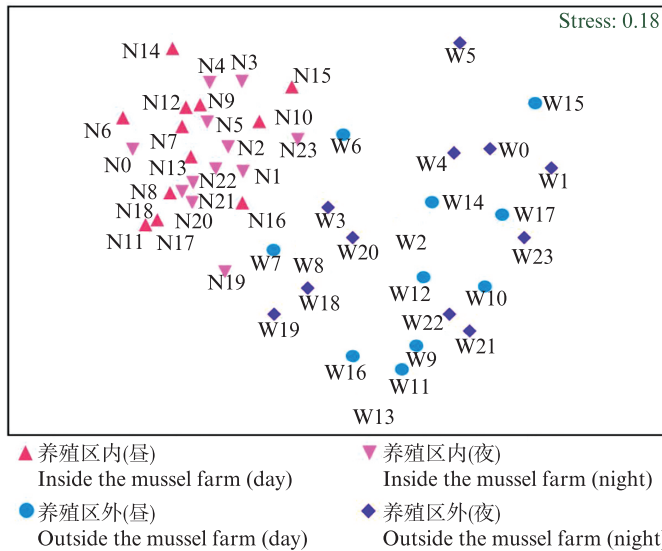 Stress: 0.18
N14
N4
N3
W5
N15
W15
N12
N9
N6
N5
N10
N7
N23
W6
N0
N2
W4
W0
N13
N1
W1
N22
N8
N21
W14
N18
N20
N16
W3
W17
N11
N17
W20
W2
W23
W7
W8
N19
W12
W10
W18
W19
W22
W21
W16
W9
W11
W13
养殖区内(昼)
Inside the mussel farm (day)
养殖区内(夜)
Inside the mussel farm (night)
养殖区外(昼)
Outside the mussel farm (day)
养殖区外(夜)
Outside the mussel farm (night)